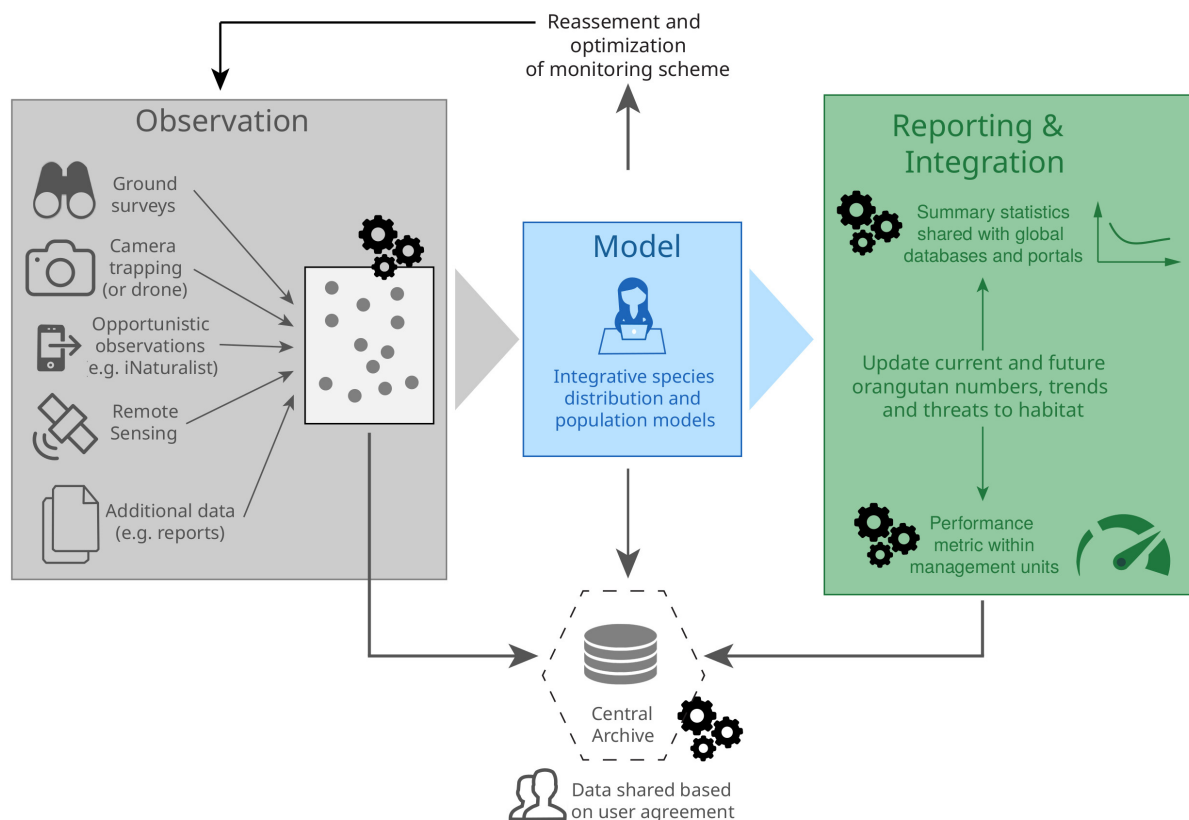 Reassement and
optimization
of monitoring scheme
Observation
Ground
surveys
Camera
trapping
(or drone)
Opportunistic
observations
e.g. iNaturalist)
Remote
Sensing
Additional data
(e.g. reports)
Model
Integrative species
distribution and
population models
Reporting &
Integration
Summary statistics
shared with global
databases and portals
Update current and future
orangutan numbers, trends
and threats to habitat
Performance
metric within
management units
Central
Archive
Data shared based
on user agreement